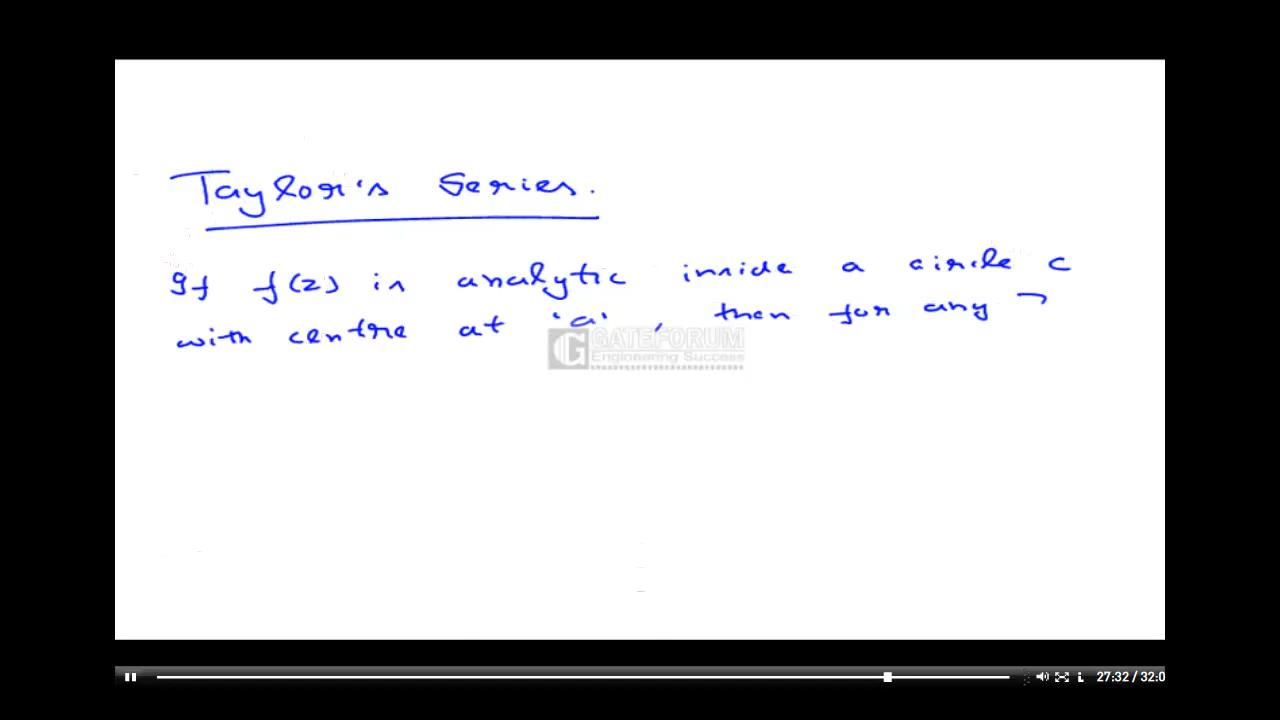 Taylor's Series.
If f(z) is analytic inside a circle C
with centre at 'a', then for any
GATEFORUM
Engineering Success
27:32 / 32:0